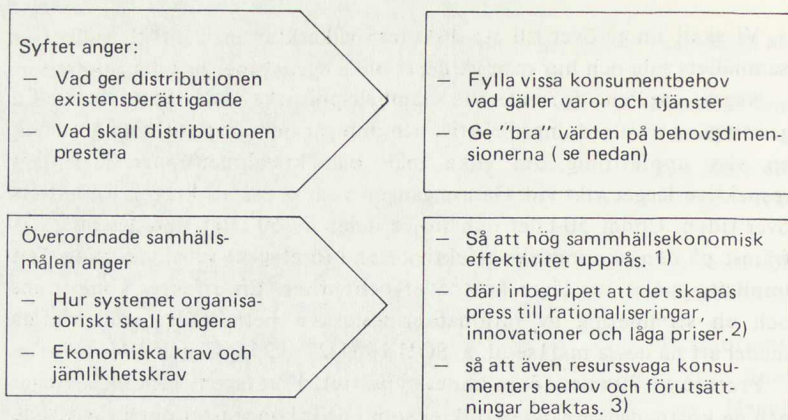 Syftet anger:
– Vad ger distributionen
existensberättigande
– Vad skall distributionen
prestera
– Fylla vissa konsumentbehov
vad gäller varor och tjänster
– Ge "bra" värden på behovsdimen-
sionerna ( se nedan)
Överordnade samhälls-
mål anger
– Hur systemet organisa-
toriskt skall fungera
– Ekonomiska krav och
jämlikhetskrav
– Så att hög sammhällsekonomisk
effektivitet uppnås. 1)
– däri inbegripet att det skapas
press till rationaliseringar,
innovationer och låga priser. 2)
– så att även resurssvaga konsu-
menters behov och förutsätt-
ningar beaktas. 3)